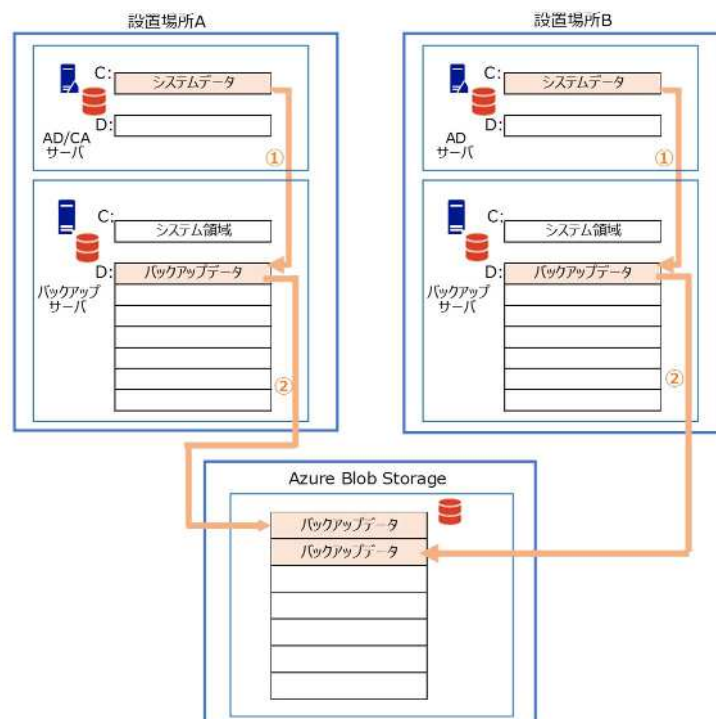 設置場所A
C:
システムデータ
D:
AD/CA
サーバ
①
C:
システム領域
D:
バックアップデータ
バックアップ
サーバ
②
設置場所B
C:
システムデータ
D:
AD
サーバ
①
C:
システム領域
D:
バックアップデータ
バックアップ
サーバ
②
Azure Blob Storage
バックアップデータ
バックアップデータ